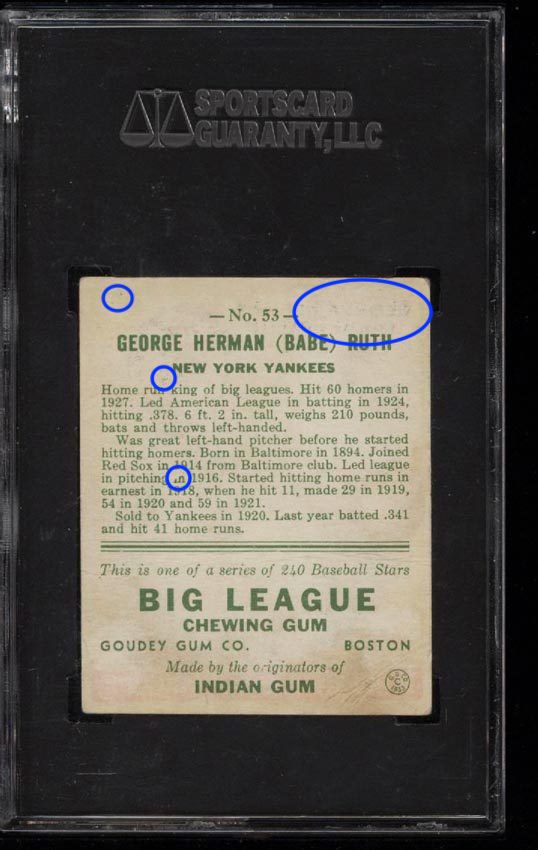 SPORTSCARD
GUARANTY, LLC
— No. 53 —
GEORGE HERMAN (BABE) RUTH
NEW YORK YANKEES
Home run king of big leagues. Hit 60 homers in
1927. Led American League in batting in 1924,
hitting .378. 6 ft. 2 in. tall, weighs 210 pounds,
bats and throws left-handed.
Was great left-hand pitcher before he started
hitting homers. Born in Baltimore in 1894. Joined
Red Sox in 1914 from Baltimore club. Led league
in pitching in 1916. Started hitting home runs in
earnest in 1918, when he hit 11, made 29 in 1919,
54 in 1920 and 59 in 1921.
Sold to Yankees in 1920. Last year batted .341
and hit 41 home runs.
This is one of a series of 240 Baseball Stars
BIG LEAGUE
CHEWING GUM
GOUDEY GUM CO. BOSTON
Made by the originators of
INDIAN GUM